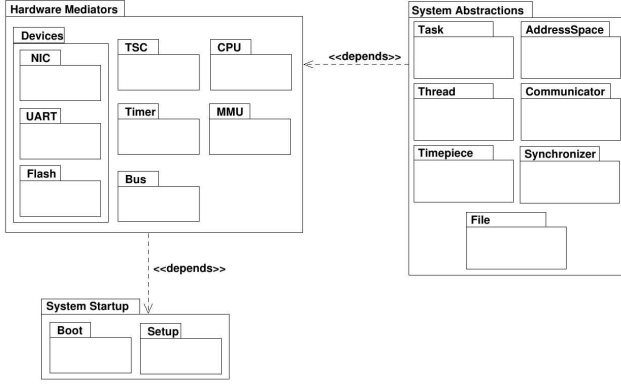 Hardware Mediators
Devices
NIC
UART
Flash
TSC
CPU
Timer
MMU
Bus
<<depends>>
System Abstractions
Task
AddressSpace
Thread
Communicator
Timepiece
Synchronizer
File
<<depends>>
System Startup
Boot
Setup